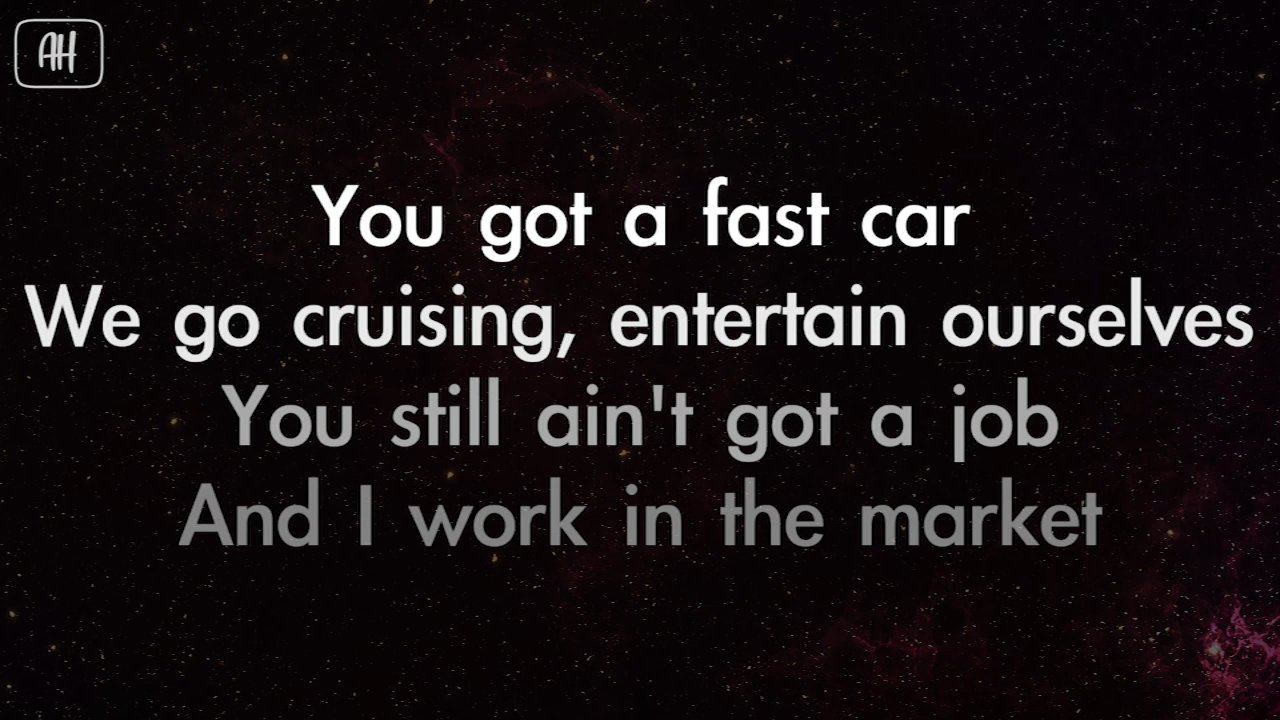 AH
You got a fast car
We go cruising, entertain ourselves
You still ain't got a job
And I work in the market